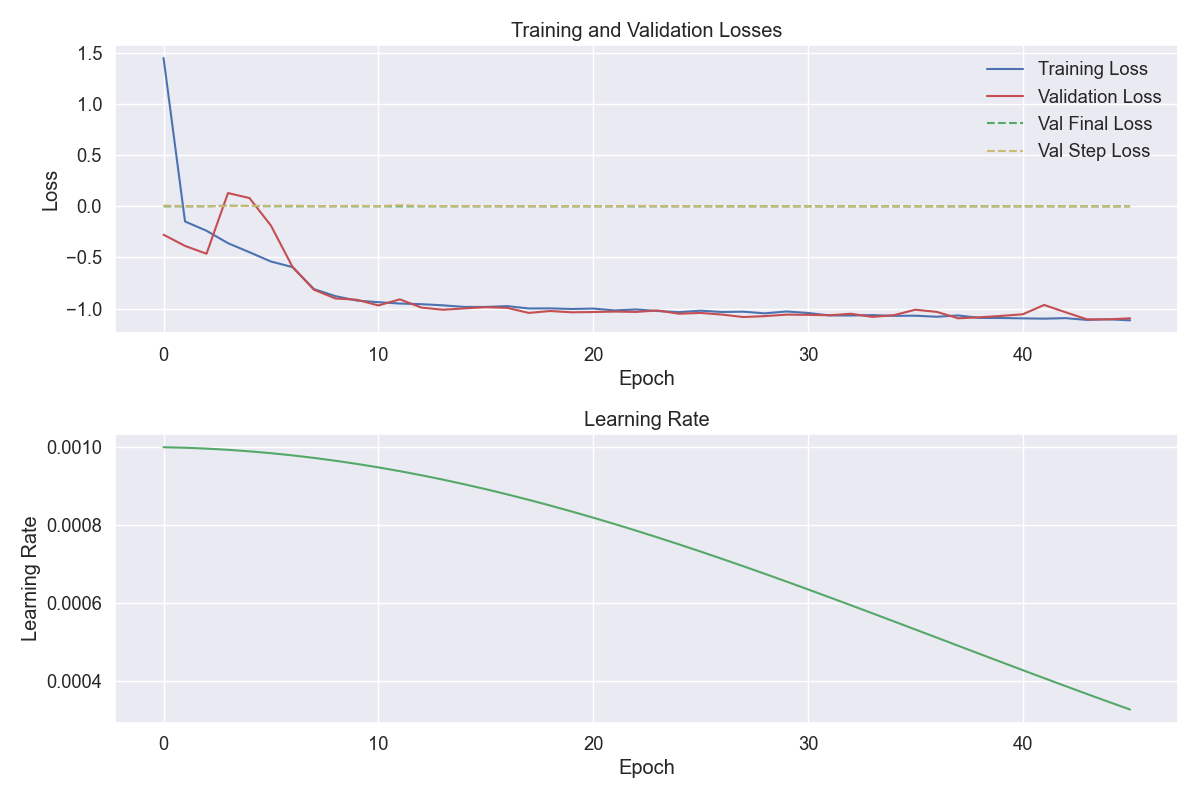 Training and Validation Losses
1.5
1.0
0.5
0.0
−0.5
−1.0
Loss
Training Loss
Validation Loss
Val Final Loss
Val Step Loss
0 10 20 30 40
Epoch
Learning Rate
0.0010
0.0008
0.0006
0.0004
Learning Rate
0 10 20 30 40
Epoch